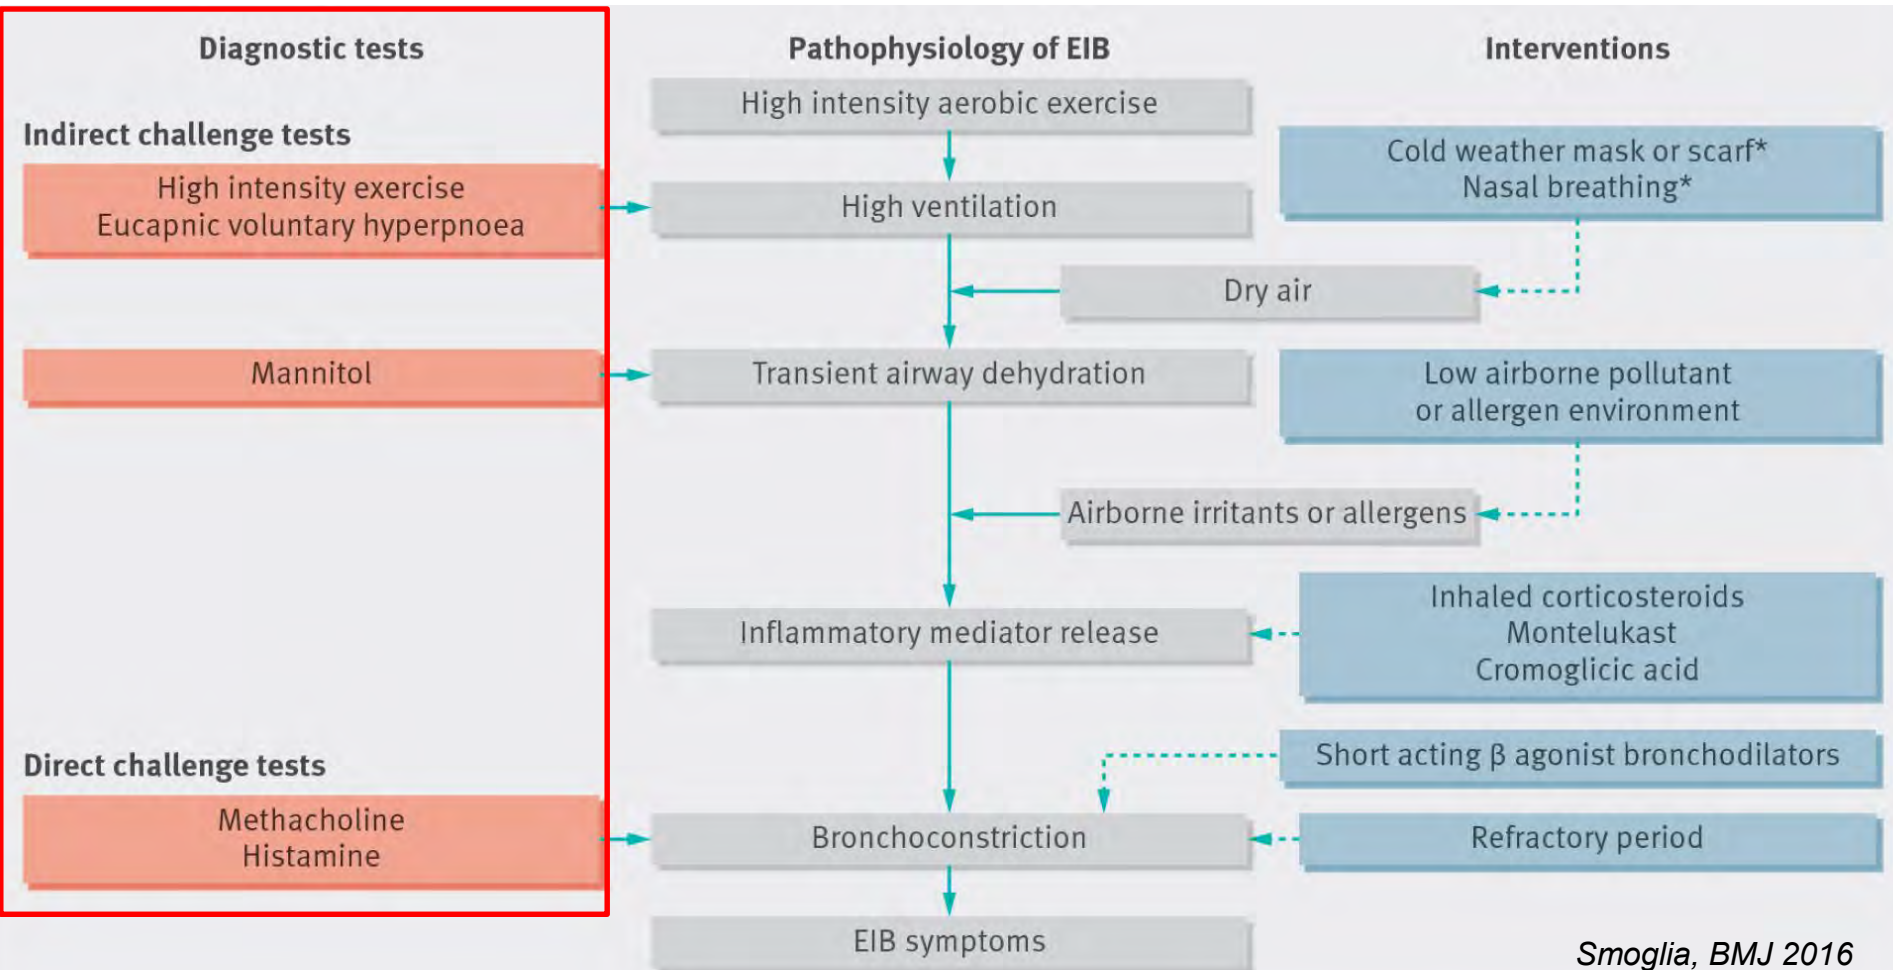 Diagnostic tests
Indirect challenge tests
High intensity exercise
Eucapnic voluntary hyperpnoea
Mannitol
Direct challenge tests
Methacholine
Histamine
Pathophysiology of EIB
High intensity aerobic exercise
High ventilation
Dry air
Transient airway dehydration
Airborne irritants or allergens
Inflammatory mediator release
Bronchoconstriction
EIB symptoms
Interventions
Cold weather mask or scarf*
Nasal breathing*
Low airborne pollutant
or allergen environment
Inhaled corticosteroids
Montelukast
Cromoglicic acid
Short acting β agonist bronchodilators
Refractory period
Smoglia, BMJ 2016